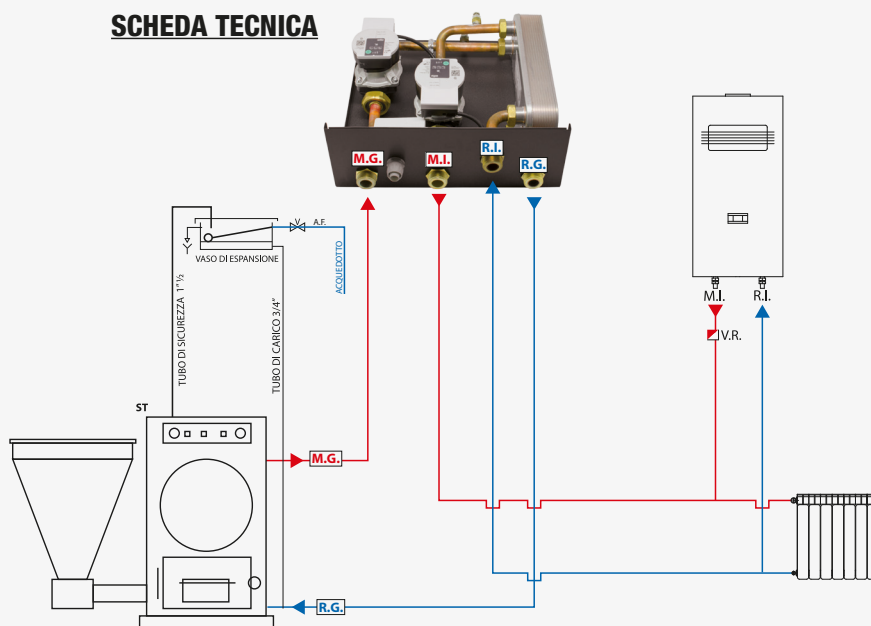 SCHEDA TECNICA
M.G.
M.I.
R.I.
R.G.
V
A.F.
ACQUEDOTTO
VASO DI ESPANSIONE
TUBO DI SICUREZZA 1" ½
TUBO DI CARICO 3/4"
M.I.
R.I.
V.R.
ST
M.G.
R.G.